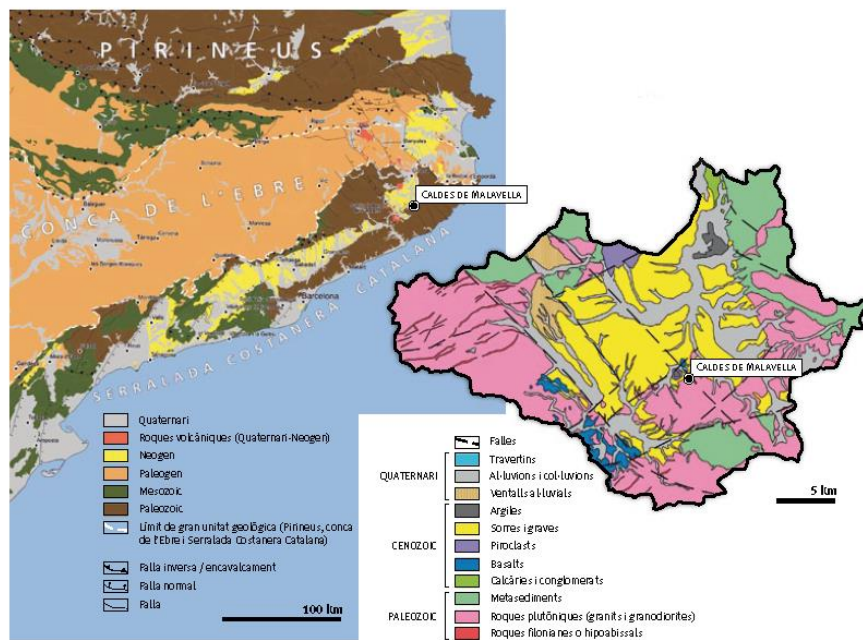 PIRINEUS
CONCA DE L'EBRE
CALDES DE MALAVELLA
SERRALADA COSTANERA CATALANA
Barcelona
Quaternari
Roques volcàniques (Quaternari-Neogen)
Neogen
Paleogen
Mesozoic
Paleozoic
Límit de gran unitat geològica (Pirineus, conca
de l'Ebre i Serralada Costanera Catalana)
Falla inversa / encavalcament
Falla normal
Falla
100 km
CALDES DE MALAVELLA
5 km
Falles
QUATERNARI
Travertins
Al·luvions i col·luvions
Ventalls al·luvials
CENOZOIC
Argiles
Sorres i graves
Piroclasts
Basalts
Calcàries i conglomerats
PALEOZOIC
Metasediments
Roques plutòniques (granits i granodiorites)
Roques filonianes o hipoabissals